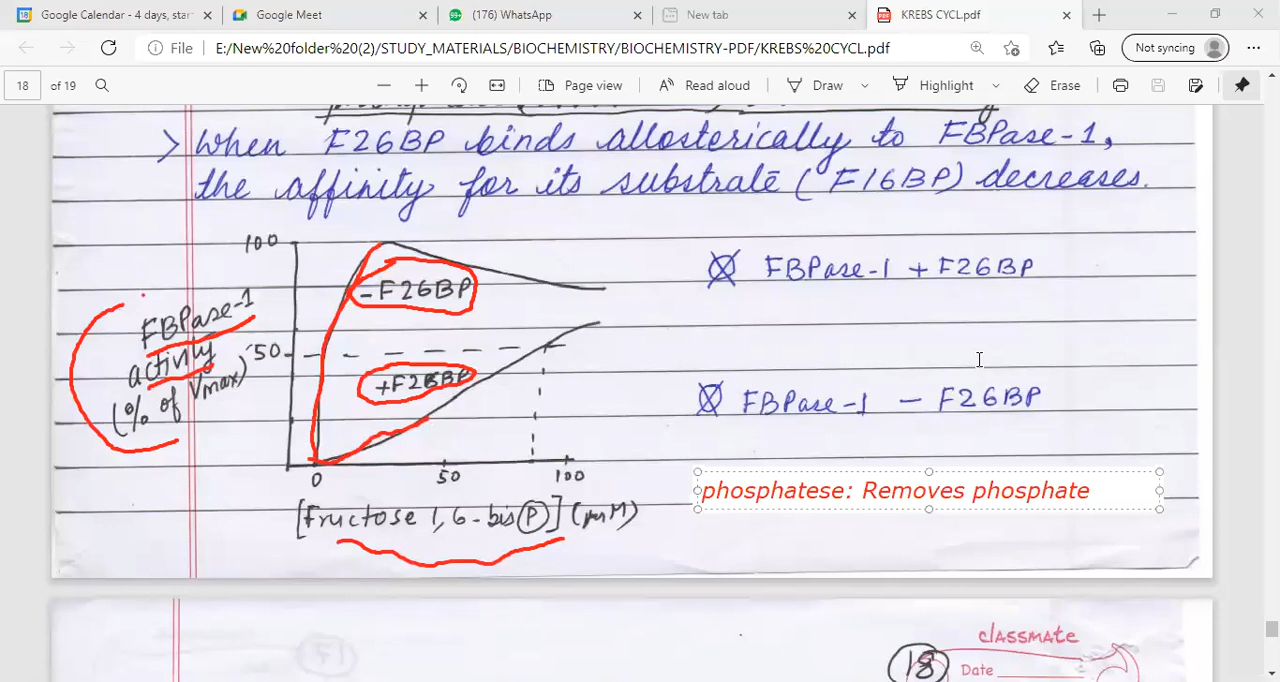 Google Calendar - 4 days, star
Google Meet
(176) WhatsApp
New tab
KREBS CYCL.pdf
File
E:/New%20folder%20(2)/STUDY_MATERIALS/BIOCHEMISTRY/BIOCHEMISTRY-PDF/KREBS%20CYCL.pdf
Not syncing
18 of 19
Page view
Read aloud
Draw
Highlight
Erase
> When F26BP binds allosterically to FBPase-1,
the affinity for its substrate (F16BP) decreases.
100
- F26BP
50
+F26BP
FBPase-1
activity
(% of Vmax)
0 50 100
[Fructose 1,6-bis P] (μM)
FBPase-1 + F26BP
FBPase-1 - F26BP
phosphatese: Removes phosphate
17
classmate
18
Date